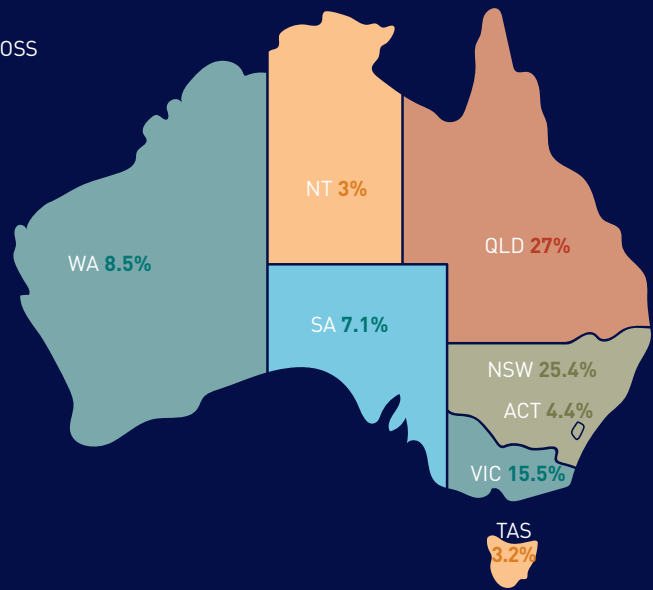 OSS
NT 3%
QLD 27%
WA 8.5%
SA 7.1%
NSW 25.4%
ACT 4.4%
VIC 15.5%
TAS
3.2%